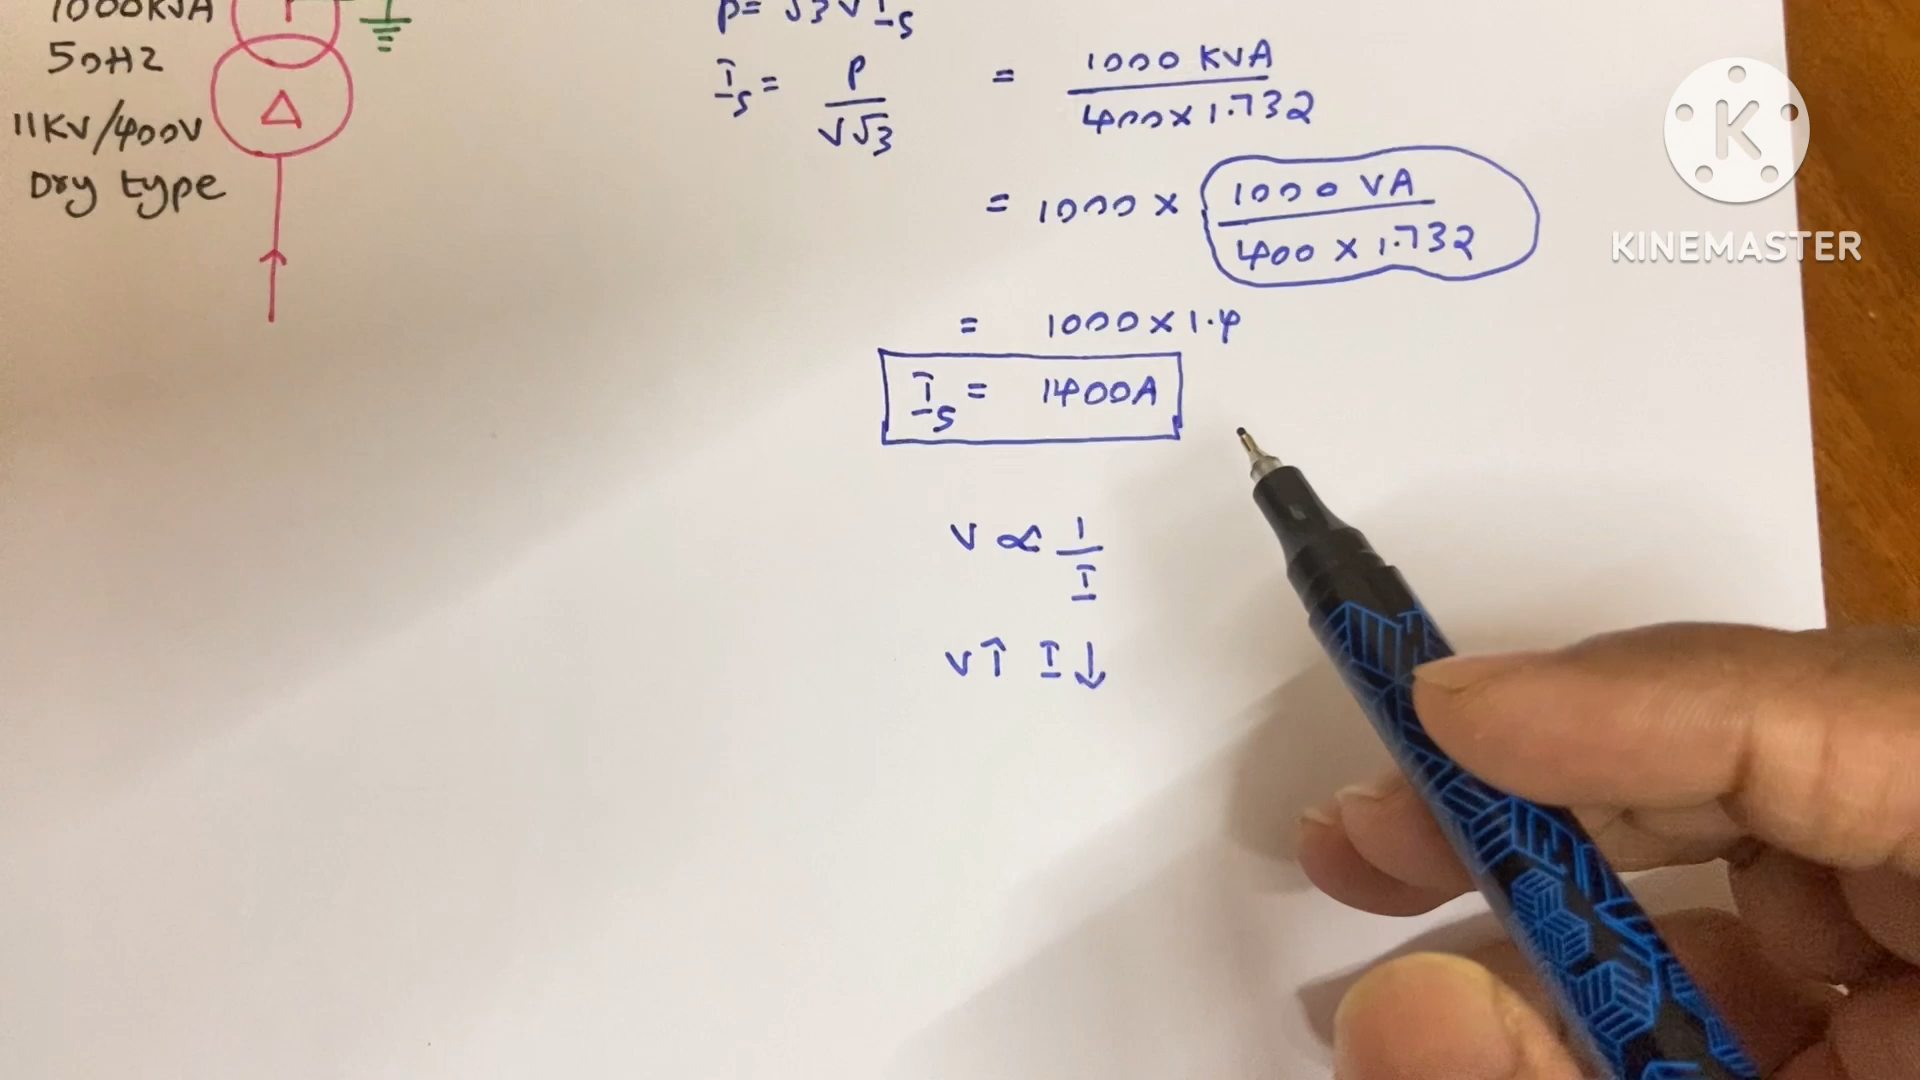 1000KVA
50HZ
11KV/400V
Dry type
Δ
P= √3 V I_S
I_S = P / V√3 = 1000 KVA / 400 × 1.732
= 1000 × 1000 VA / 400 × 1.732
= 1000 × 1.4
I_S = 1400A
V ∝ 1 / I
V↑ I↓
K
KINEMASTER